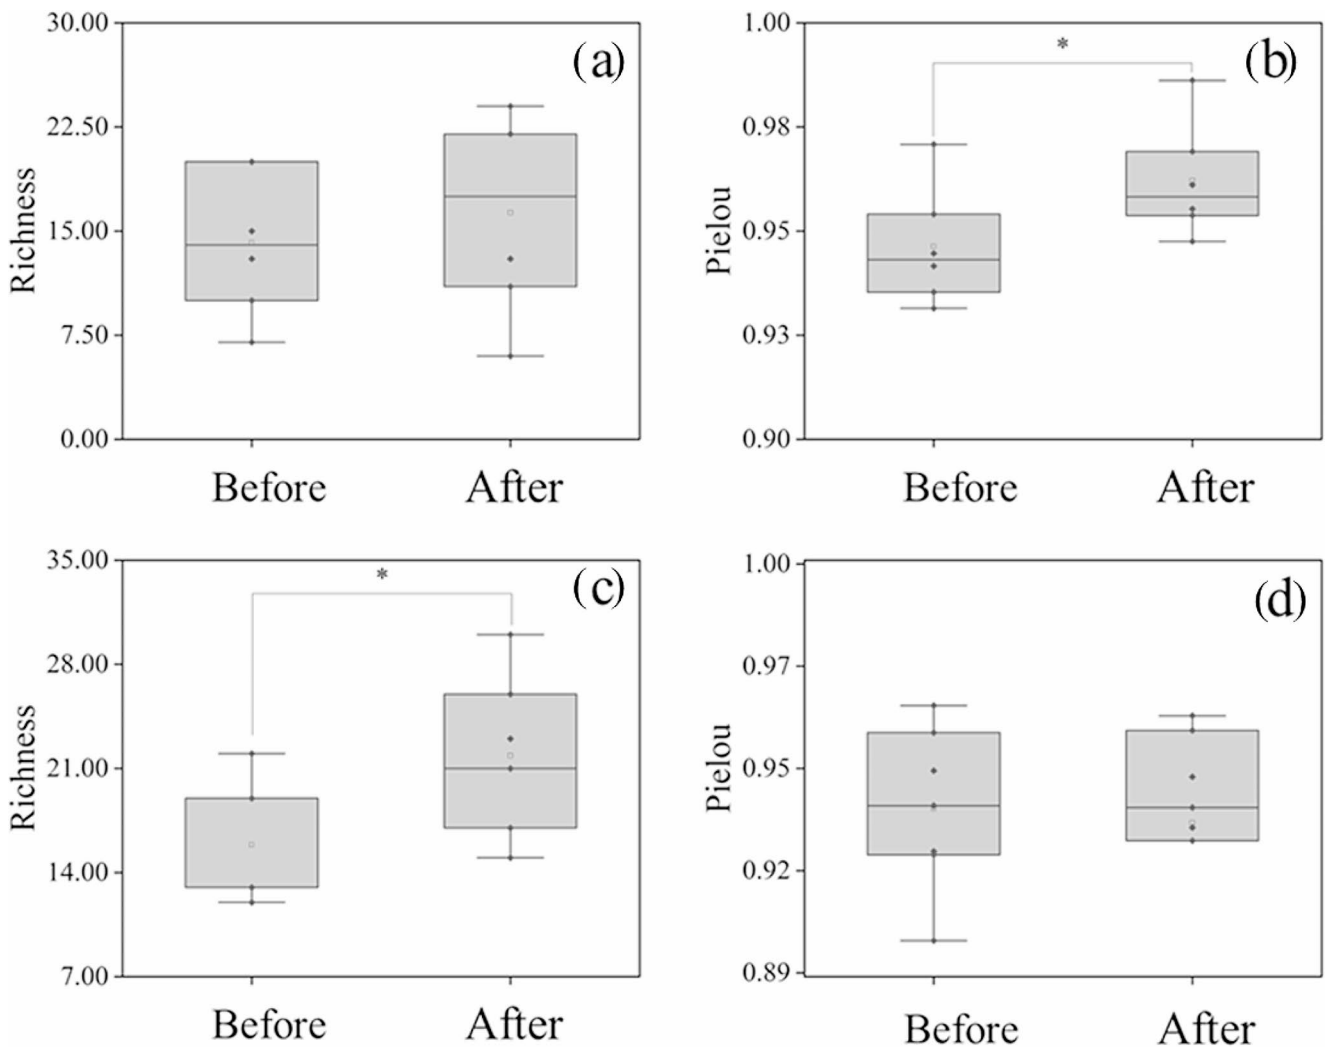 30.00
22.50
15.00
7.50
0.00
Richness
(a)
Before
After
1.00
0.98
0.95
0.93
0.90
Pielou
*
(b)
Before
After
35.00
28.00
21.00
14.00
7.00
Richness
*
(c)
Before
After
1.00
0.97
0.95
0.92
0.89
Pielou
(d)
Before
After